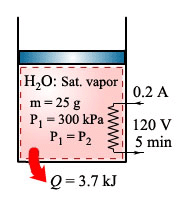 H₂O: Sat. vapor
m = 25 g
P₁ = 300 kPa
P₁ = P₂
0.2 A
120 V
5 min
Q = 3.7 kJ